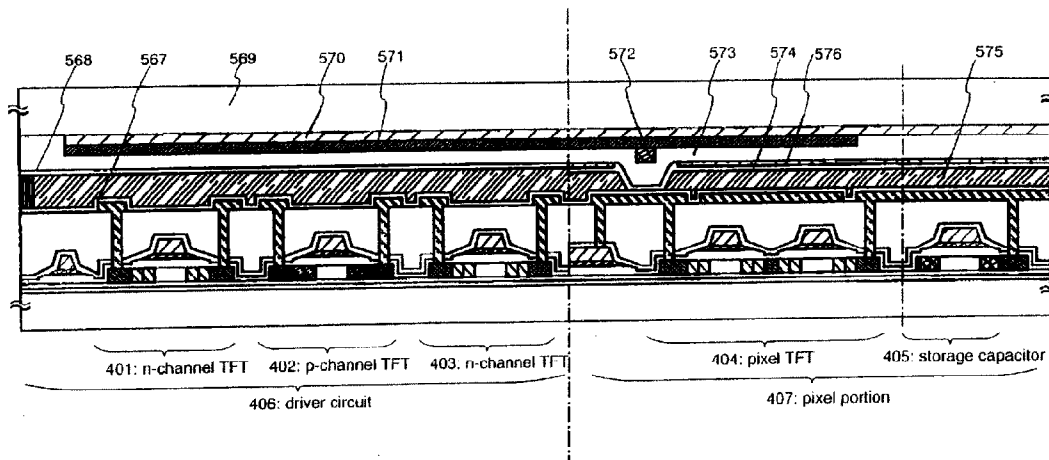 568 567 569 570 571 572 573 574 576 575
401: n-channel TFT 402: p-channel TFT 403: n-channel TFT 404: pixel TFT 405: storage capacitor
406: driver circuit 407: pixel portion